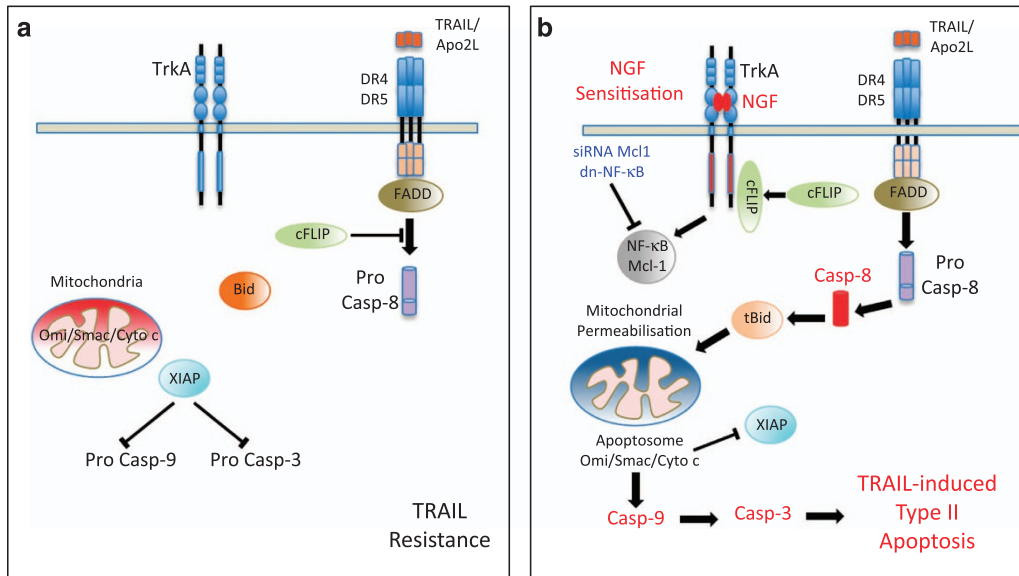 a
TRAIL/
Apo2L
TrkA
DR4
DR5
FADD
cFLIP
Pro
Casp-8
Bid
Mitochondria
Omi/Smac/Cyto c
XIAP
Pro Casp-9
Pro Casp-3
TRAIL
Resistance
b
TRAIL/
Apo2L
NGF
Sensitisation
TrkA
NGF
DR4
DR5
siRNA Mcl1
dn-NF-κB
cFLIP
cFLIP
FADD
NF-κB
Mcl-1
Pro
Casp-8
Casp-8
tBid
Mitochondrial
Permeabilisation
XIAP
Apoptosome
Omi/Smac/Cyto c
Casp-9
Casp-3
TRAIL-induced
Type II
Apoptosis